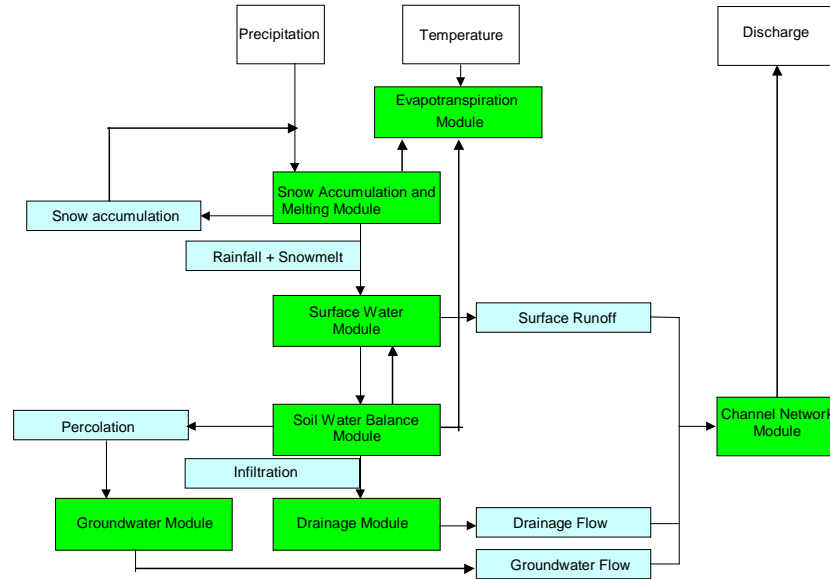 Precipitation
Temperature
Discharge
Evapotranspiration
Module
Snow Accumulation and
Melting Module
Snow accumulation
Rainfall + Snowmelt
Surface Water
Module
Surface Runoff
Soil Water Balance
Module
Percolation
Channel Network
Module
Infiltration
Groundwater Module
Drainage Module
Drainage Flow
Groundwater Flow